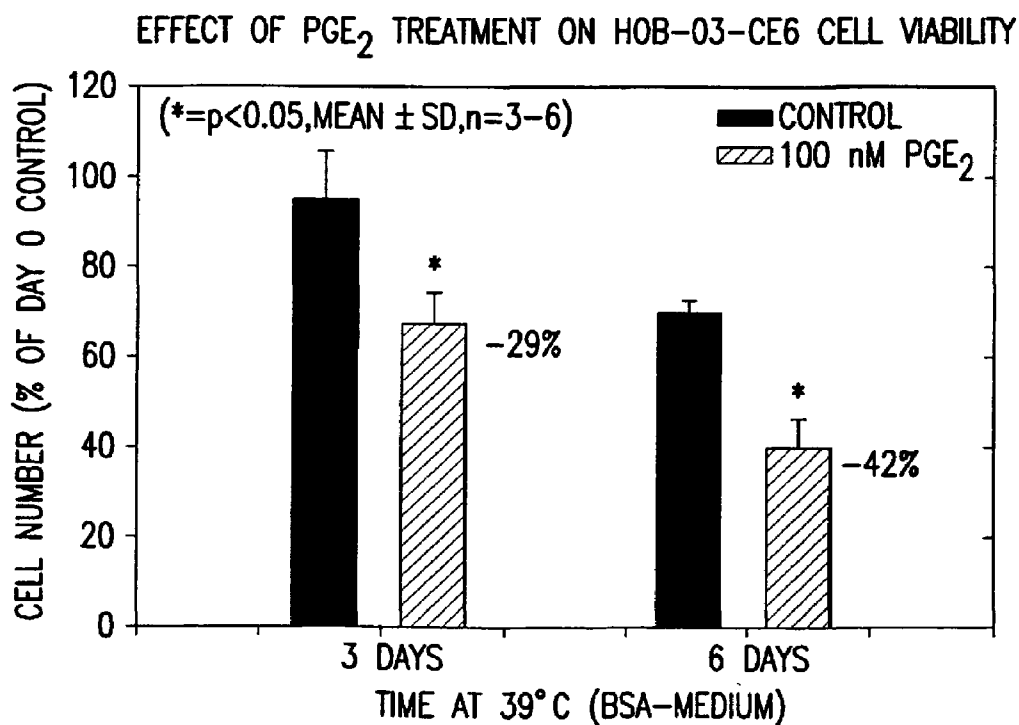 EFFECT OF PGE₂ TREATMENT ON HOB-03-CE6 CELL VIABILITY
(*=p<0.05,MEAN ± SD,n=3-6)
CONTROL
100 nM PGE₂
CELL NUMBER (% OF DAY 0 CONTROL)
120
100
80
60
40
20
0
*
-29%
*
-42%
3 DAYS
6 DAYS
TIME AT 39°C (BSA-MEDIUM)